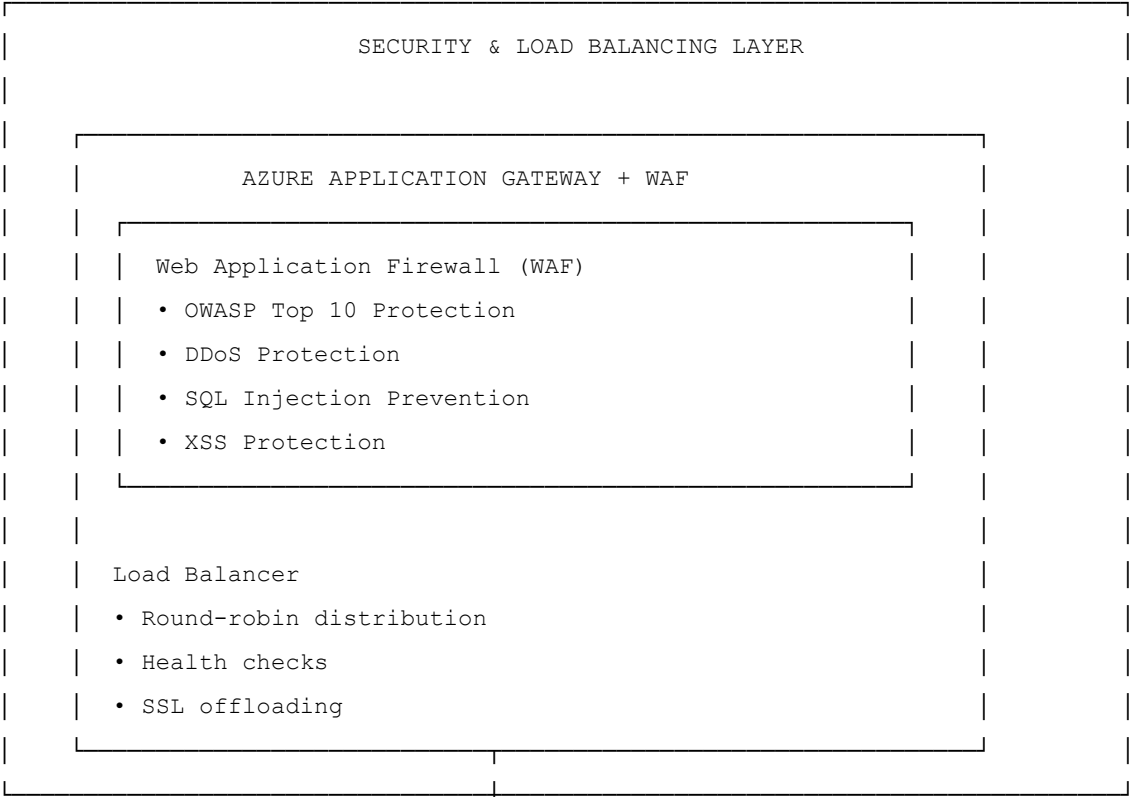 SECURITY & LOAD BALANCING LAYER
AZURE APPLICATION GATEWAY + WAF
Web Application Firewall (WAF)
• OWASP Top 10 Protection
• DDoS Protection
• SQL Injection Prevention
• XSS Protection
Load Balancer
• Round-robin distribution
• Health checks
• SSL offloading